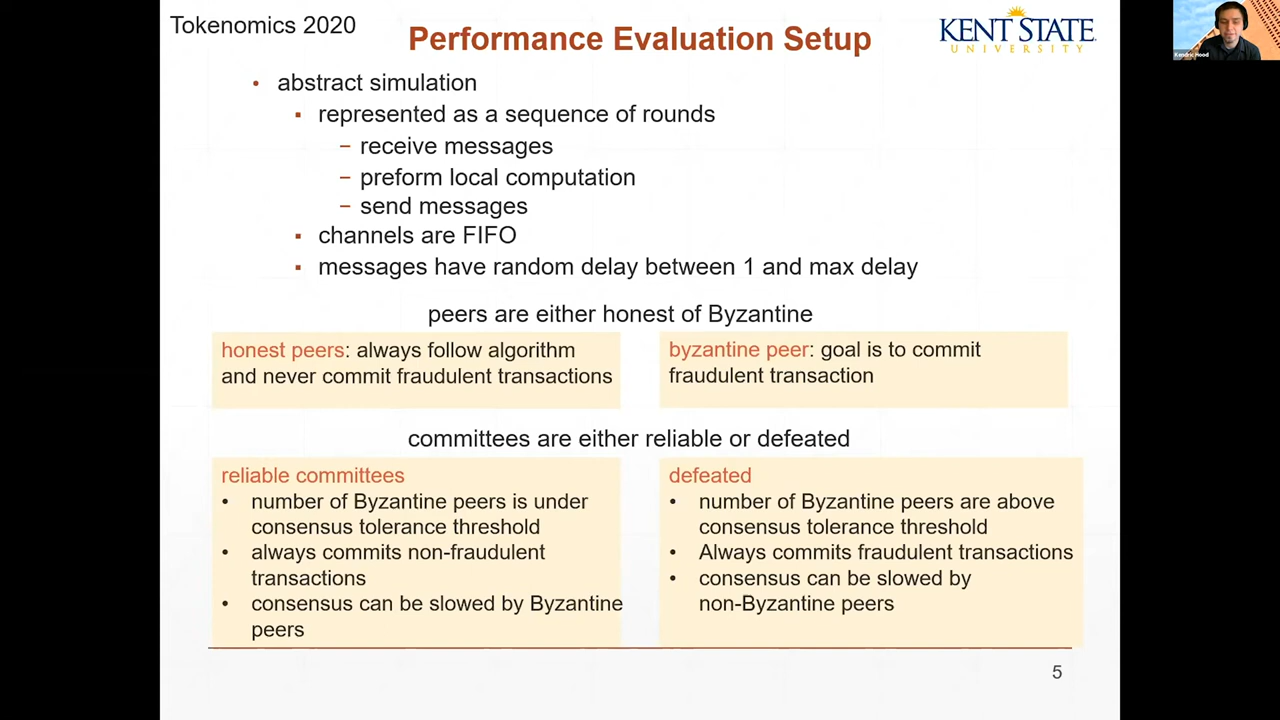 Tokenomics 2020
Performance Evaluation Setup
KENT STATE
UNIVERSITY
Kendric Hood
• abstract simulation
▪ represented as a sequence of rounds
− receive messages
− preform local computation
− send messages
▪ channels are FIFO
▪ messages have random delay between 1 and max delay
peers are either honest of Byzantine
honest peers: always follow algorithm
and never commit fraudulent transactions
byzantine peer: goal is to commit
fraudulent transaction
committees are either reliable or defeated
reliable committees
• number of Byzantine peers is under
consensus tolerance threshold
• always commits non-fraudulent
transactions
• consensus can be slowed by Byzantine
peers
defeated
• number of Byzantine peers are above
consensus tolerance threshold
• Always commits fraudulent transactions
• consensus can be slowed by
non-Byzantine peers
5